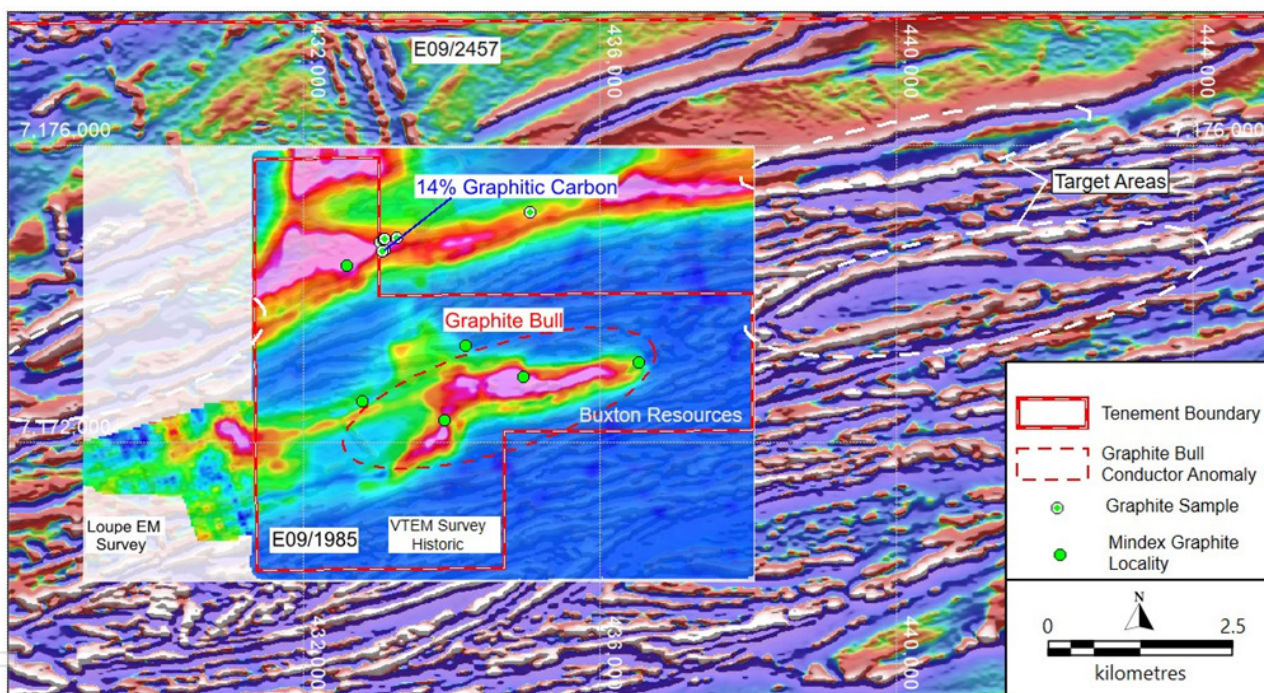 E09/2457
432,000
436,000
440,000
444,000
7,176,000
7,176,000
14% Graphitic Carbon
Target Areas
Graphite Bull
Buxton Resources
7,172,000
Loupe EM
Survey
E09/1985
VTEM Survey
Historic
432,000
436,000
440,000
Tenement Boundary
Graphite Bull
Conductor Anomaly
Graphite Sample
Mindex Graphite
Locality
N
0
2.5
kilometres